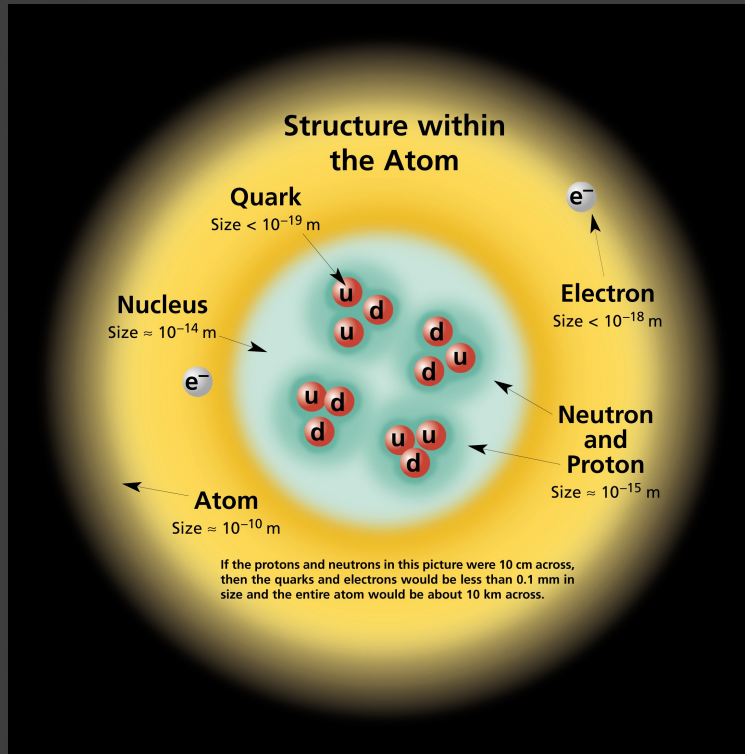 Structure within
the Atom
Quark
Size < 10⁻¹⁹ m
e⁻
Nucleus
Size ≈ 10⁻¹⁴ m
Electron
Size < 10⁻¹⁸ m
u
d
u
d
u
d
e⁻
u
d
d
u
u
d
Neutron
and
Proton
Size ≈ 10⁻¹⁵ m
Atom
Size ≈ 10⁻¹⁰ m
If the protons and neutrons in this picture were 10 cm across,
then the quarks and electrons would be less than 0.1 mm in
size and the entire atom would be about 10 km across.